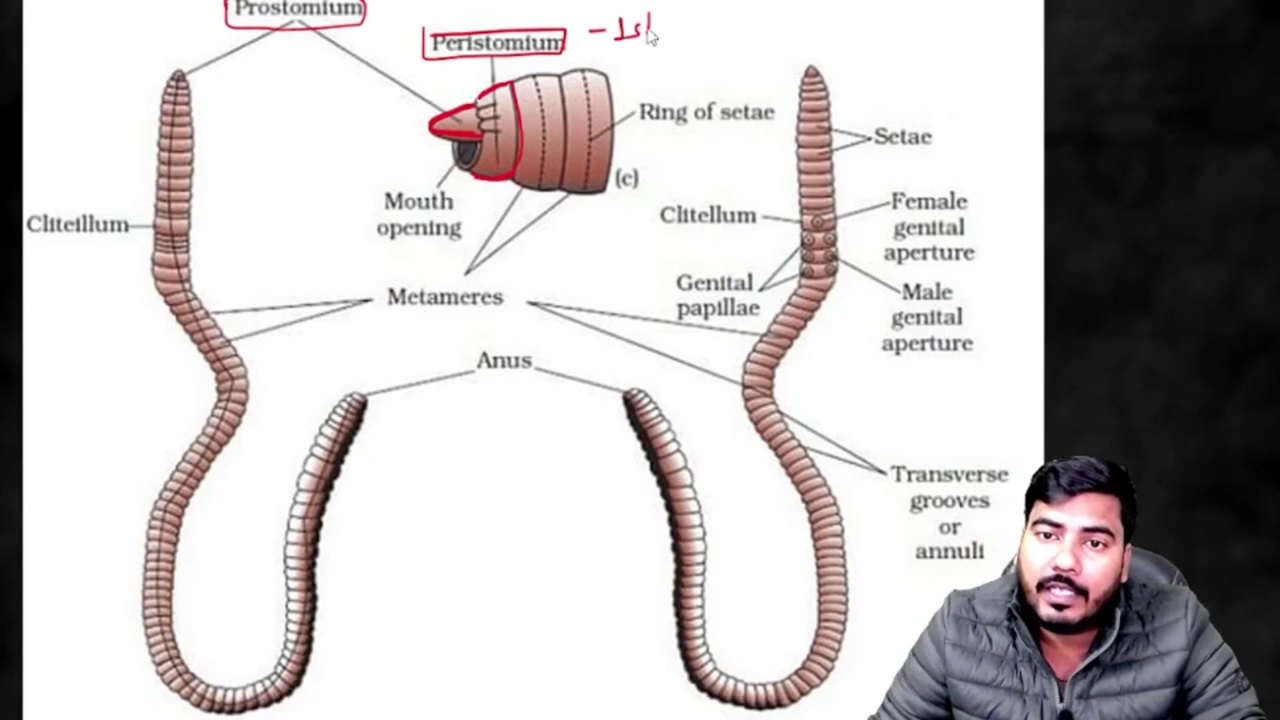 Prostomium
Peristomium - 1st
Ring of setae
(c)
Mouth
opening
Setae
Cliteillum
Clitellum
Female
genital
aperture
Genital
papillae
Male
genital
aperture
Metameres
Anus
Transverse
grooves
or
annuli